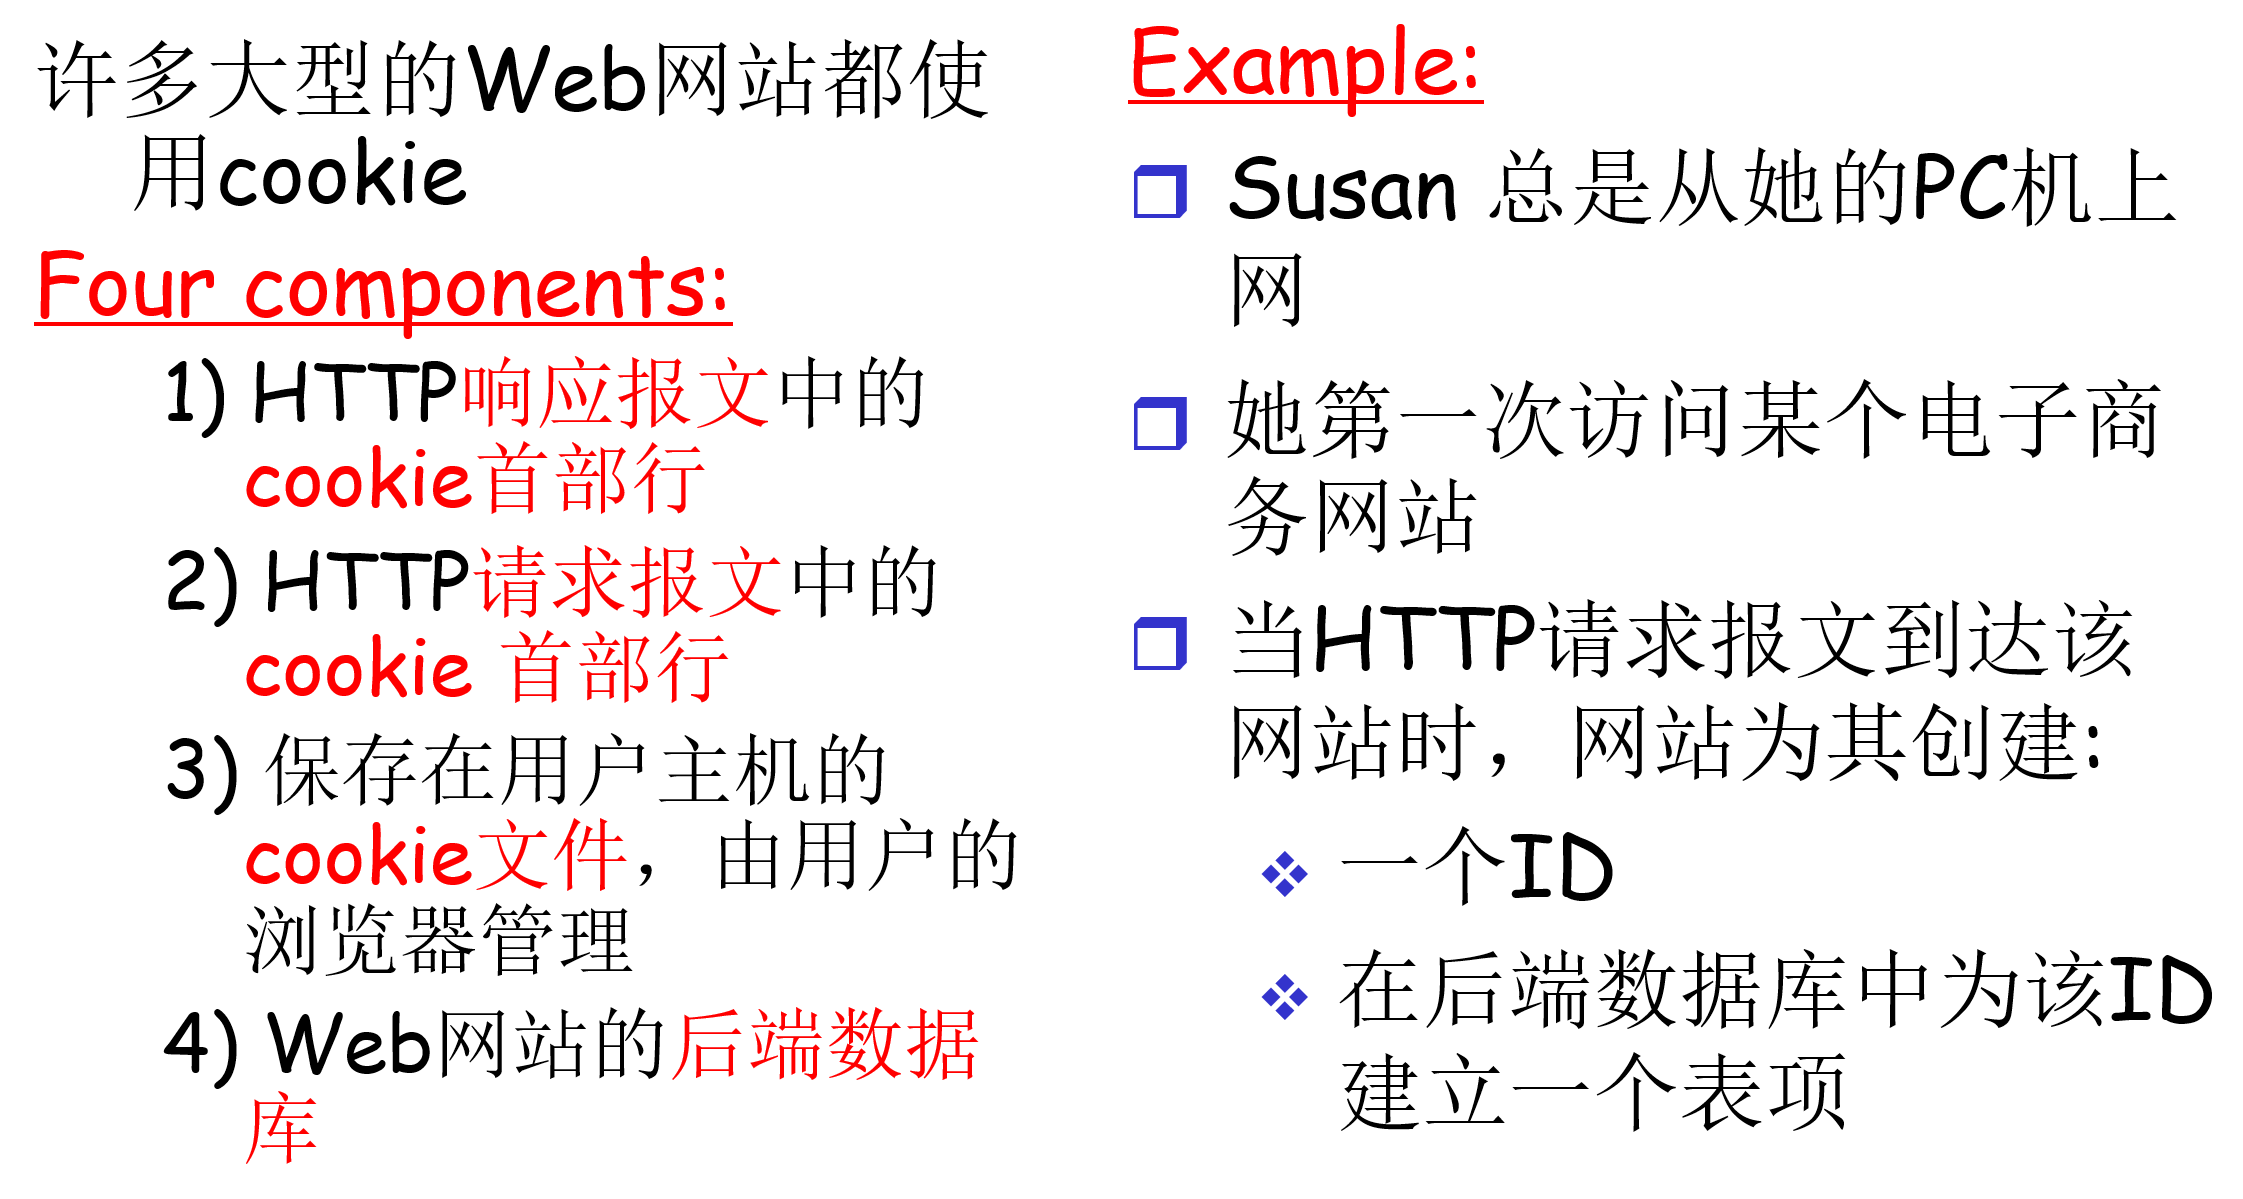 许多大型的Web网站都使
用cookie
Four components:
1) HTTP响应报文中的
cookie首部行
2) HTTP请求报文中的
cookie 首部行
3) 保存在用户主机的
cookie文件，由用户的
浏览器管理
4) Web网站的后端数据
库
Example:
Susan 总是从她的PC机上
网
她第一次访问某个电子商
务网站
当HTTP请求报文到达该
网站时，网站为其创建:
一个ID
在后端数据库中为该ID
建立一个表项